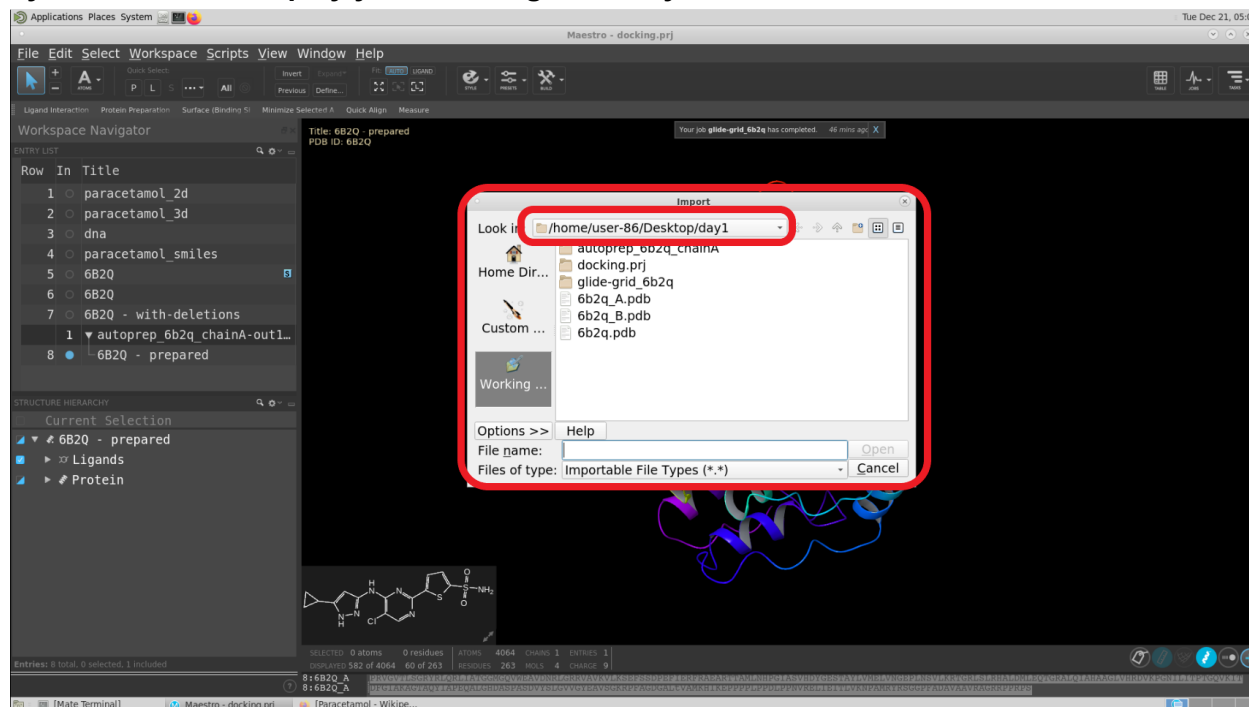 Applications Places System
Tue Dec 21, 05:0
Maestro - docking.prj
File Edit Select Workspace Scripts View Window Help
Quick Select:
Invert Expand+
Fit: AUTO LIGAND
ATOMS
P L S All
Previous Define...
STYLE PRESETS BUILD
TABLE JOBS TASKS
Ligand Interaction Protein Preparation Surface (Binding Si Minimize Selected A Quick Align Measure
Workspace Navigator
Title: 6B2Q - prepared
PDB ID: 6B2Q
Your job glide-grid_6b2q has completed. 46 mins ago X
ENTRY LIST
Row In Title
1 paracetamol_2d
2 paracetamol_3d
3 dna
4 paracetamol_smiles
5 6B2Q S
6 6B2Q
7 6B2Q - with-deletions
1 autoprep_6b2q_chainA-out1...
8 6B2Q - prepared
Import
Look in: /home/user-86/Desktop/day1
autoprep_6b2q_chainA
docking.prj
glide-grid_6b2q
6b2q_A.pdb
6b2q_B.pdb
6b2q.pdb
Home Dir...
Custom ...
Working ...
Options >> Help
File name: Open
Files of type: Importable File Types (*.*) Cancel
STRUCTURE HIERARCHY
Current Selection
6B2Q - prepared
Ligands
Protein
H N N S O S NH2 O
N N H Cl N
SELECTED 0 atoms 0 residues ATOMS 4064 CHAINS 1 ENTRIES 1
Entries: 8 total, 0 selected, 1 included
DISPLAYED 582 of 4064 60 of 263 RESIDUES 263 MOLS 4 CHARGE 9
8:6B2Q_A
8:6B2Q_A
[Mate Terminal] Maestro - docking.prj [Paracetamol - Wikipe...